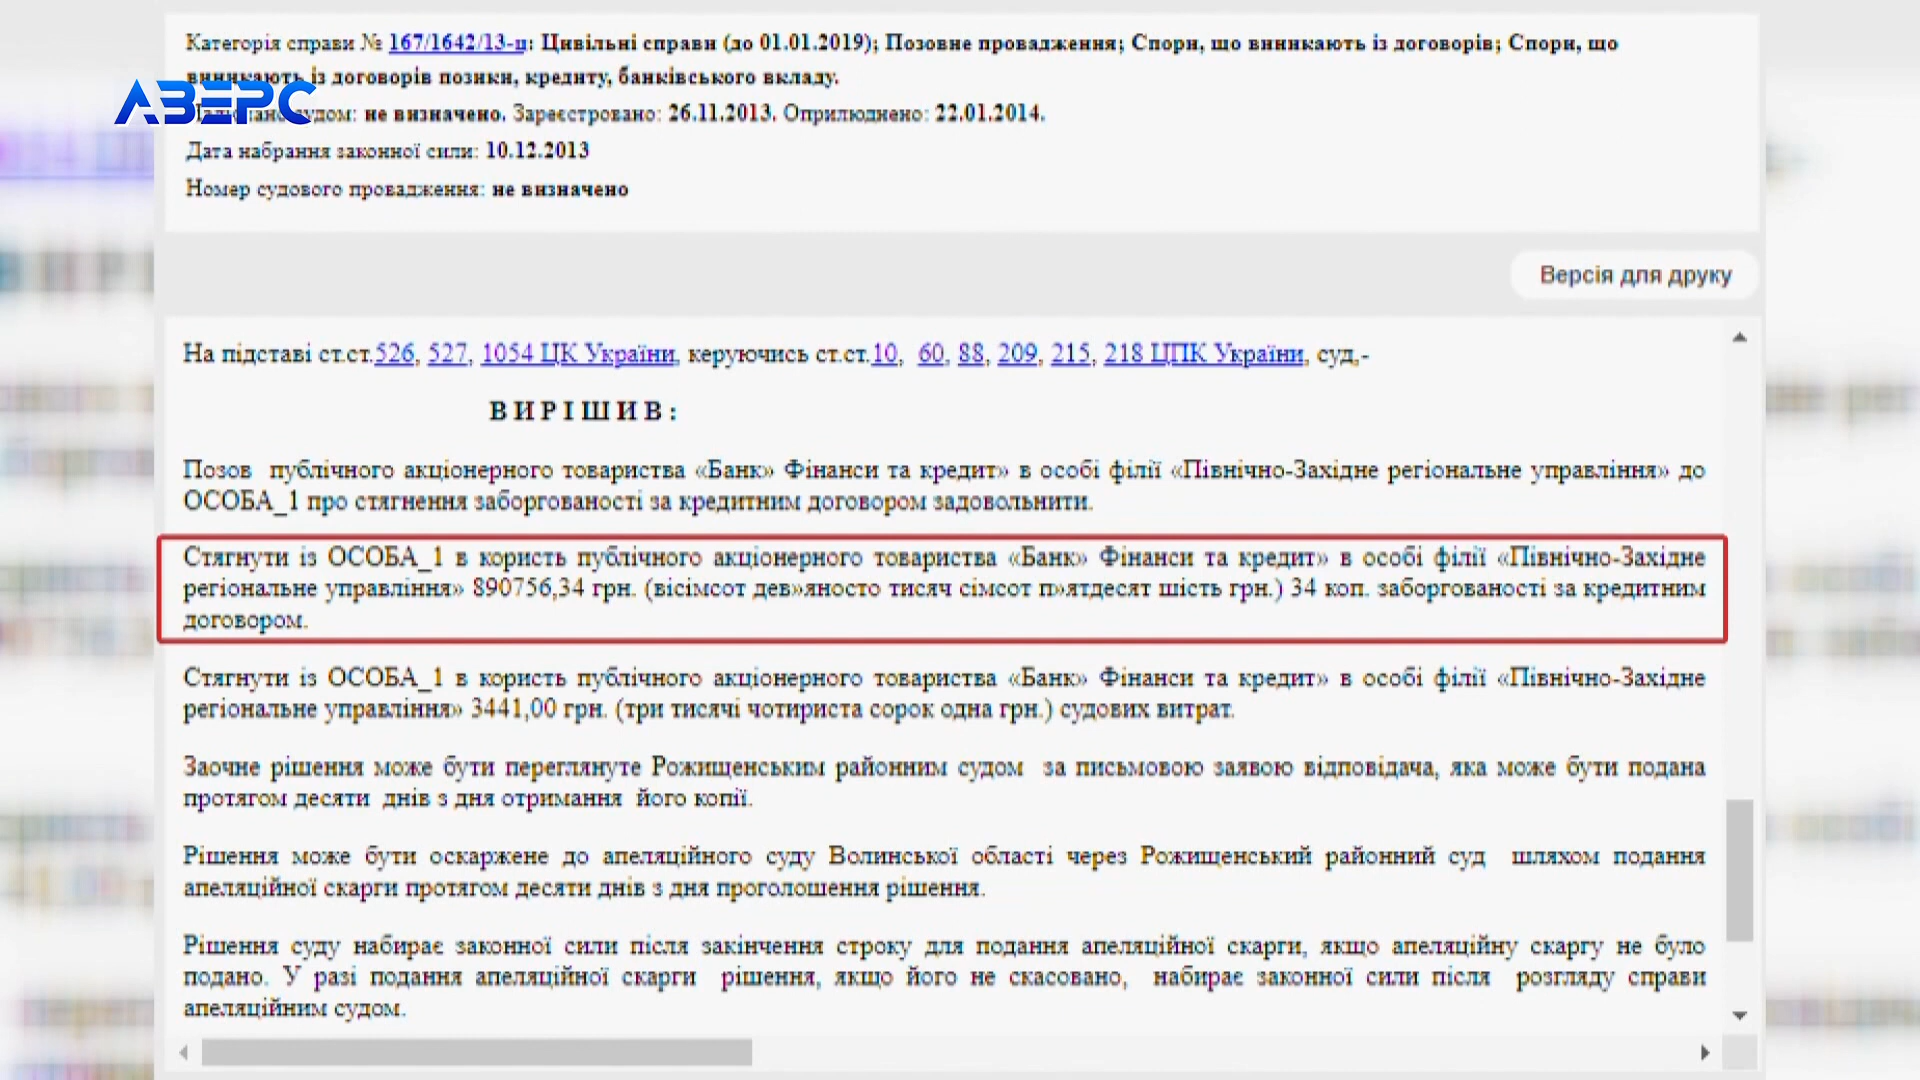 Категорія справи № 167/1642/13-ц: Цивільні справи (до 01.01.2019); Позовне провадження; Спори, що виникають із договорів; Спори, що
виникають із договорів позики, кредиту, банківського вкладу.
АВЕРС
судом: не визначено. Зареєстровано: 26.11.2013. Оприлюднено: 22.01.2014.
Дата набрання законної сили: 10.12.2013
Номер судового провадження: не визначено
Версія для друку
На підставі ст.ст.526, 527, 1054 ЦК України, керуючись ст.ст.10, 60, 88, 209, 215, 218 ЦПК України, суд,-
В И Р І Ш И В :
Позов публічного акціонерного товариства «Банк» Фінанси та кредит» в особі філії «Північно-Західне регіональне управління» до
ОСОБА_1 про стягнення заборгованості за кредитним договором задовольнити.
Стягнути із ОСОБА_1 в користь публічного акціонерного товариства «Банк» Фінанси та кредит» в особі філії «Північно-Західне
регіональне управління» 890756,34 грн. (вісімсот дев»яносто тисяч сімсот п»ятдесят шість грн.) 34 коп. заборгованості за кредитним
договором.
Стягнути із ОСОБА_1 в користь публічного акціонерного товариства «Банк» Фінанси та кредит» в особі філії «Північно-Західне
регіональне управління» 3441,00 грн. (три тисячі чотириста сорок одна грн.) судових витрат.
Заочне рішення може бути переглянуте Рожищенським районним судом за письмовою заявою відповідача, яка може бути подана
протягом десяти днів з дня отримання його копії.
Рішення може бути оскаржене до апеляційного суду Волинської області через Рожищенський районний суд шляхом подання
апеляційної скарги протягом десяти днів з дня проголошення рішення.
Рішення суду набирає законної сили після закінчення строку для подання апеляційної скарги, якщо апеляційну скаргу не було
подано. У разі подання апеляційної скарги рішення, якщо його не скасовано, набирає законної сили після розгляду справи
апеляційним судом.